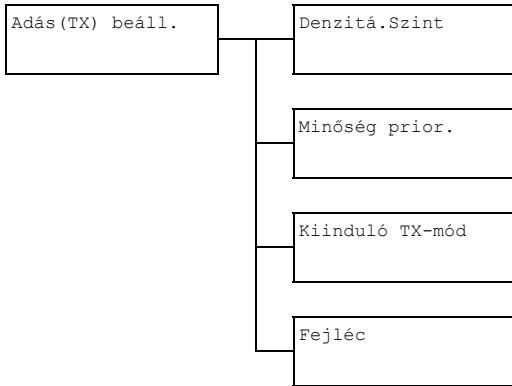 Adás(TX) beáll.
Denzitá.Szint
Minőség prior.
Kiinduló TX-mód
Fejléc